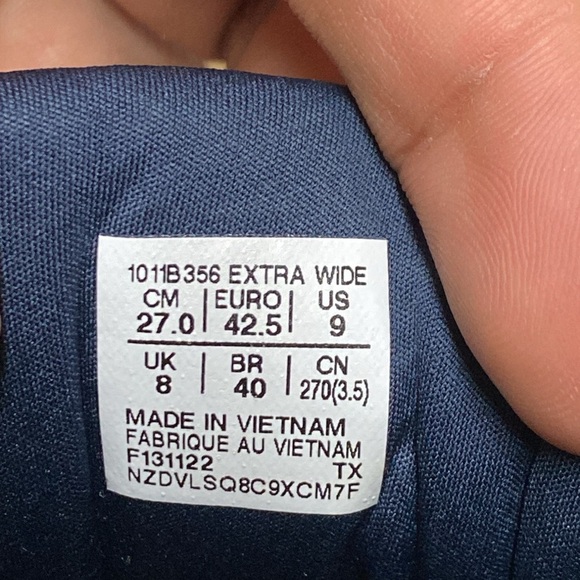 1011B356 EXTRA WIDE
CM | EURO | US
27.0 | 42.5 | 9
UK | BR | CN
8 | 40 | 270(3.5)
MADE IN VIETNAM
FABRIQUE AU VIETNAM
F131122 TX
NZDVLSQ8C9XCM7F